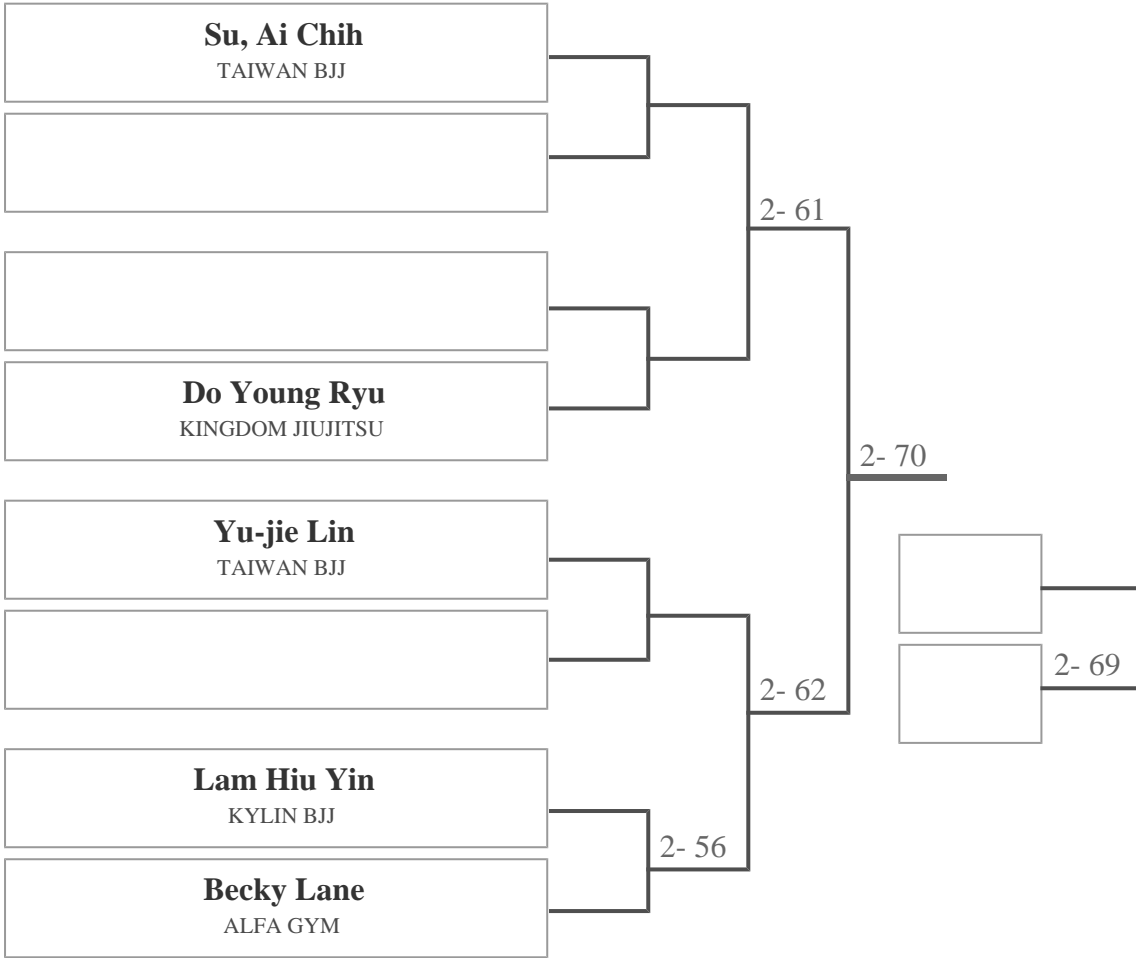 Su, Ai Chih
TAIWAN BJJ
2- 61
Do Young Ryu
KINGDOM JIUJITSU
2- 70
Yu-jie Lin
TAIWAN BJJ
2- 69
2- 62
Lam Hiu Yin
KYLIN BJJ
2- 56
Becky Lane
ALFA GYM